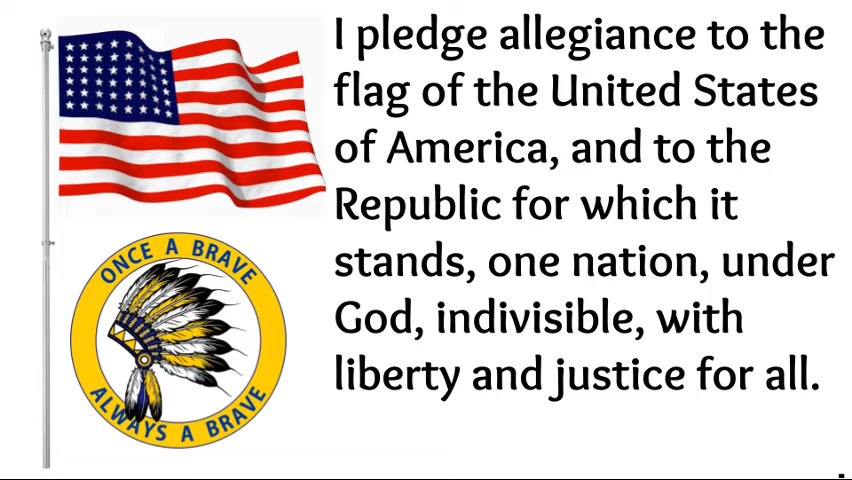 I pledge allegiance to the
flag of the United States
of America, and to the
Republic for which it
stands, one nation, under
God, indivisible, with
liberty and justice for all.
ONCE A BRAVE
ALWAYS A BRAVE